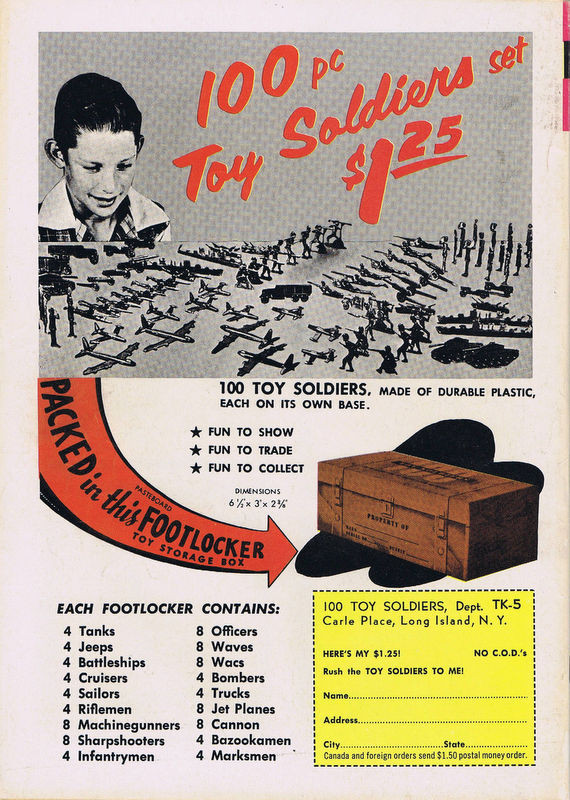 100 pc
Toy Soldiers set
$1.25
100 TOY SOLDIERS, MADE OF DURABLE PLASTIC,
EACH ON ITS OWN BASE.
★ FUN TO SHOW
★ FUN TO TRADE
★ FUN TO COLLECT
PACKED in this
PASTEBOARD
FOOTLOCKER
TOY STORAGE BOX
DIMENSIONS
PROPERTY OF
EACH FOOTLOCKER CONTAINS:
4 Tanks
4 Jeeps
4 Battleships
4 Cruisers
4 Sailors
4 Riflemen
8 Machinegunners
8 Sharpshooters
4 Infantrymen
8 Officers
8 Waves
8 Wacs
4 Bombers
4 Trucks
8 Jet Planes
8 Cannon
4 Bazookamen
4 Marksmen
100 TOY SOLDIERS, Dept. TK-5
Carle Place, Long Island, N. Y.
HERE'S MY $1.25! NO C.O.D.'s
Rush the TOY SOLDIERS TO ME!
Name
Address
City State
Canada and foreign orders send $1.50 postal money order.